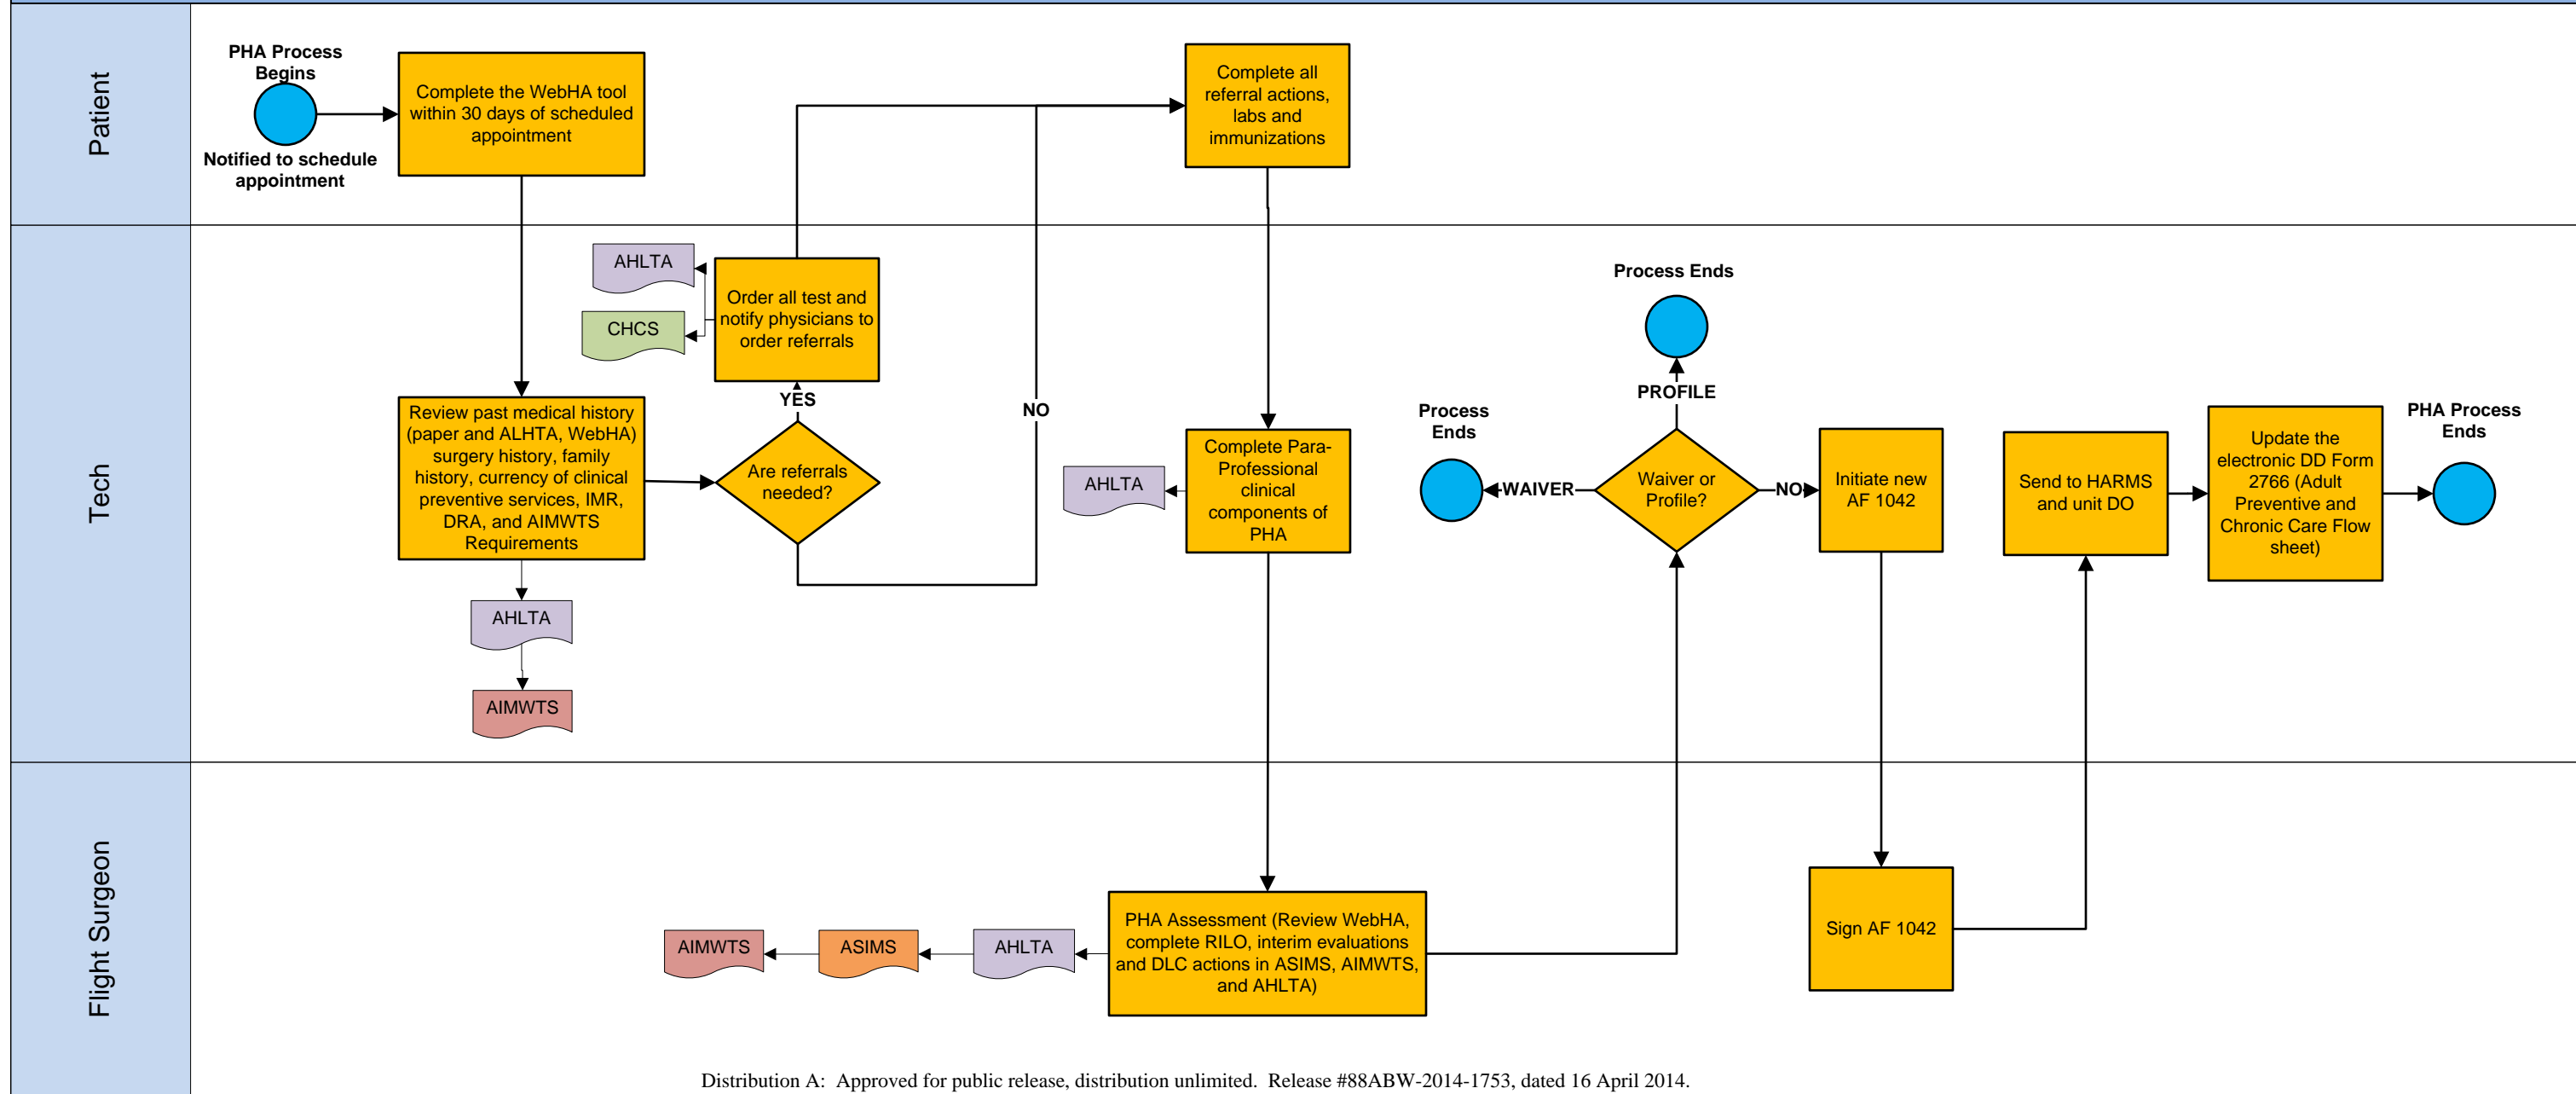 Patient
PHA Process
Begins
Notified to schedule
appointment
Complete the WebHA tool
within 30 days of scheduled
appointment
Complete all
referral actions,
labs and
immunizations
Tech
Review past medical history
(paper and ALHTA, WebHA)
surgery history, family
history, currency of clinical
preventive services, IMR,
DRA, and AIMWTS
Requirements
AHLTA
AIMWTS
AHLTA
CHCS
Order all test and
notify physicians to
order referrals
YES
Are referrals
needed?
NO
AHLTA
Complete Para-
Professional
clinical
components of
PHA
Process Ends
PROFILE
Process
Ends
WAIVER
Waiver or
Profile?
NO
Initiate new
AF 1042
Send to HARMS
and unit DO
Update the
electronic DD Form
2766 (Adult
Preventive and
Chronic Care Flow
sheet)
PHA Process
Ends
Flight Surgeon
AIMWTS
ASIMS
AHLTA
PHA Assessment (Review WebHA,
complete RILO, interim evaluations
and DLC actions in ASIMS, AIMWTS,
and AHLTA)
Sign AF 1042
Distribution A:  Approved for public release, distribution unlimited.  Release #88ABW-2014-1753, dated 16 April 2014.